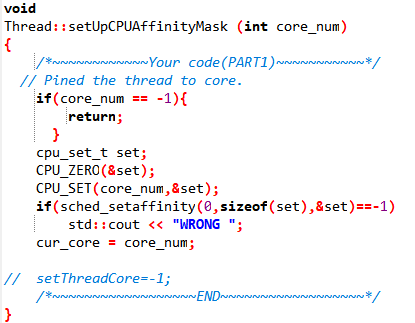 void
Thread::setUpCPUAffinityMask (int core_num)
{
/*~~~~~~~~~~~~Your code(PART1)~~~~~~~~~~~*/
// Pined the thread to core.
if(core_num == -1){
return;
}
cpu_set_t set;
CPU_ZERO(&set);
CPU_SET(core_num,&set);
if(sched_setaffinity(0,sizeof(set),&set)==-1)
std::cout << "WRONG ";
cur_core = core_num;
//  setThreadCore=-1;
/*~~~~~~~~~~~~~~~~~~END~~~~~~~~~~~~~~~~~~*/
}